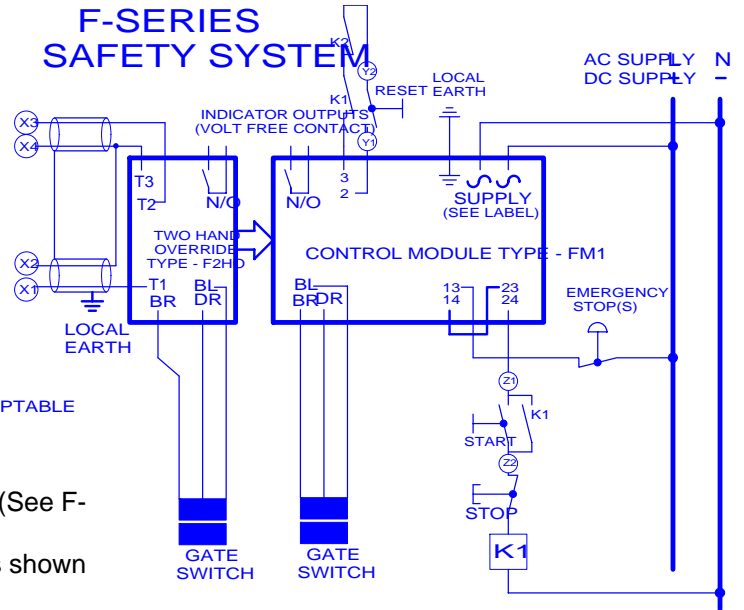 F-SERIES
SAFETY SYSTEM
K2
Y2
K1
RESET
LOCAL
EARTH
AC SUPPLY L N
DC SUPPLY + -
INDICATOR OUTPUTS
(VOLT FREE CONTACT)
Y1
X3
X4
T3
T2
N/O
N/O
3
2
SUPPLY
(SEE LABEL)
TWO HAND
OVERRIDE
TYPE - F2HO
CONTROL MODULE TYPE - FM1
X2
X1
T1
BR
BL
DR
BL
BR
DR
13
14
23
24
EMERGENCY
STOP(S)
LOCAL
EARTH
Z1
PTABLE
K1
START
Z2
(See F-
STOP
K1
s shown
GATE
SWITCH
GATE
SWITCH